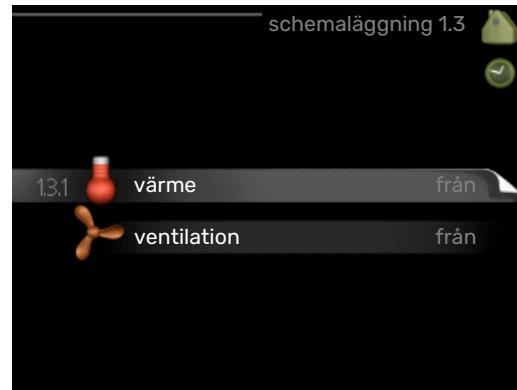 schemaläggning 1.3
1.3.1 värme från
ventilation från